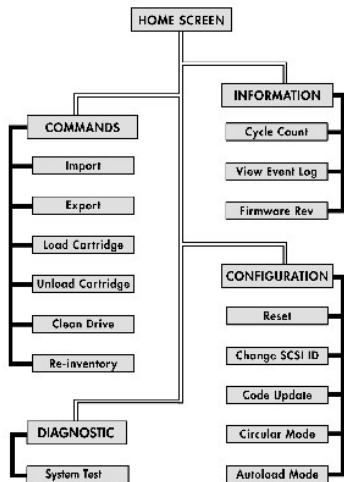 HOME SCREEN
COMMANDS
Import
Export
Load Cartridge
Unload Cartridge
Clean Drive
Re-inventory
DIAGNOSTIC
System Test
INFORMATION
Cycle Count
View Event Log
Firmware Rev
CONFIGURATION
Reset
Change SCSI ID
Code Update
Circular Mode
Autoload Mode